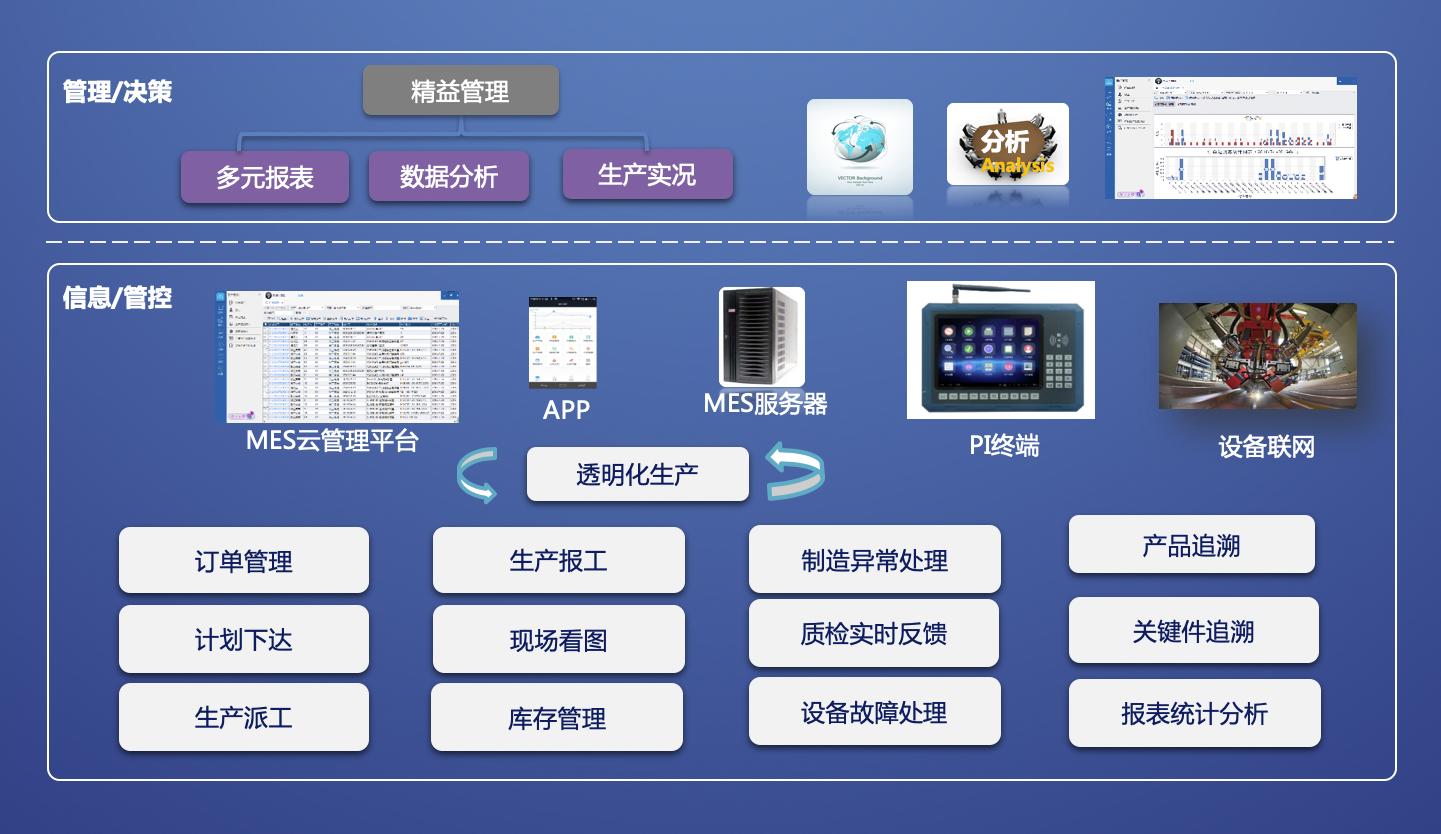 管理/决策
精益管理
多元报表
数据分析
生产实况
VECTOR Background
分析
Analysis
信息/管控
MES云管理平台
APP
MES服务器
PI终端
设备联网
透明化生产
订单管理
生产报工
制造异常处理
产品追溯
计划下达
现场看图
质检实时反馈
关键件追溯
生产派工
库存管理
设备故障处理
报表统计分析